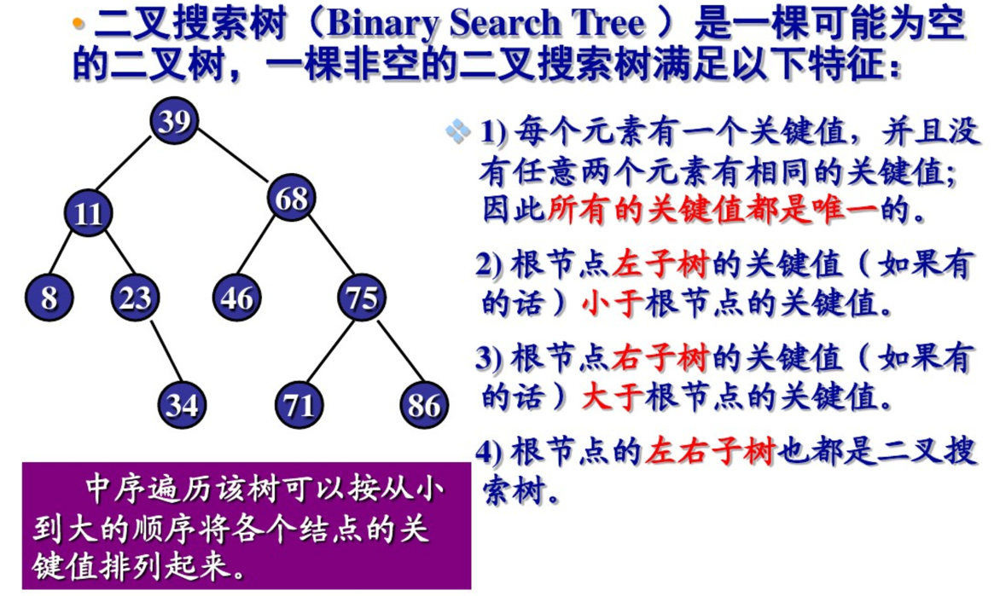 • 二叉搜索树（Binary Search Tree ）是一棵可能为空
的二叉树，一棵非空的二叉搜索树满足以下特征：
39
11
68
8
23
46
75
34
71
86
1) 每个元素有一个关键值，并且没
有任意两个元素有相同的关键值;
因此所有的关键值都是唯一的。
2) 根节点左子树的关键值（如果有
的话）小于根节点的关键值。
3) 根节点右子树的关键值（如果有
的话）大于根节点的关键值。
4) 根节点的左右子树也都是二叉搜
索树。
中序遍历该树可以按从小
到大的顺序将各个结点的关
键值排列起来。